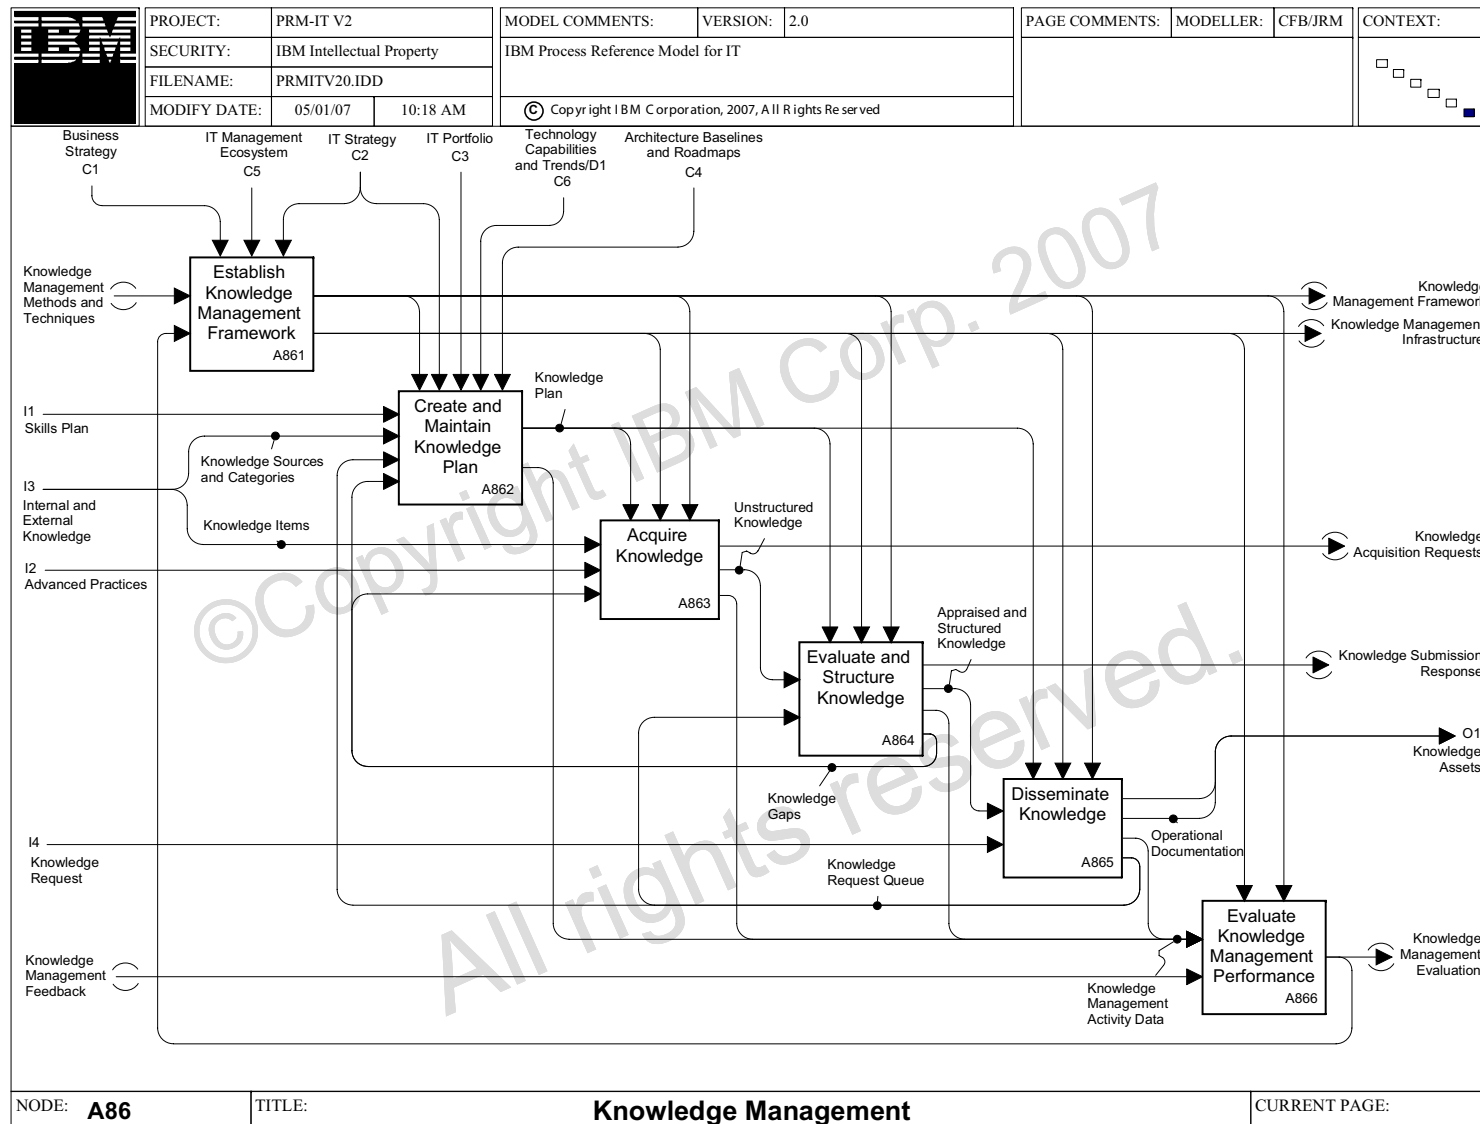 IBM
PROJECT: PRM-IT V2
SECURITY: IBM Intellectual Property
FILENAME: PRMITV20.IDD
MODIFY DATE: 05/01/07 10:18 AM
MODEL COMMENTS: VERSION: 2.0
IBM Process Reference Model for IT
© Copyright IBM Corporation, 2007, All Rights Reserved
PAGE COMMENTS: MODELLER: CFB/JRM
CONTEXT:
Business
Strategy
C1
IT Management
Ecosystem
C5
IT Strategy
C2
IT Portfolio
C3
Technology
Capabilities
and Trends/D1
C6
Architecture Baselines
and Roadmaps
C4
Knowledge
Management
Methods and
Techniques
Establish
Knowledge
Management
Framework
A861
Knowledge
Management Framework
Knowledge Management
Infrastructure
I1
Skills Plan
Knowledge Sources
and Categories
I3
Internal and
External
Knowledge
Knowledge Items
I2
Advanced Practices
Create and
Maintain
Knowledge
Plan
A862
Knowledge
Plan
Acquire
Knowledge
A863
Unstructured
Knowledge
Knowledge
Acquisition Requests
Evaluate and
Structure
Knowledge
A864
Appraised and
Structured
Knowledge
Knowledge Submission
Response
O1
Knowledge
Assets
Knowledge
Gaps
Disseminate
Knowledge
A865
Operational
Documentation
I4
Knowledge
Request
Knowledge
Request Queue
Evaluate
Knowledge
Management
Performance
A866
Knowledge
Management
Evaluation
Knowledge
Management
Feedback
Knowledge
Management
Activity Data
©Copyright IBM Corp. 2007
All rights reserved.
NODE: A86
TITLE: Knowledge Management
CURRENT PAGE: